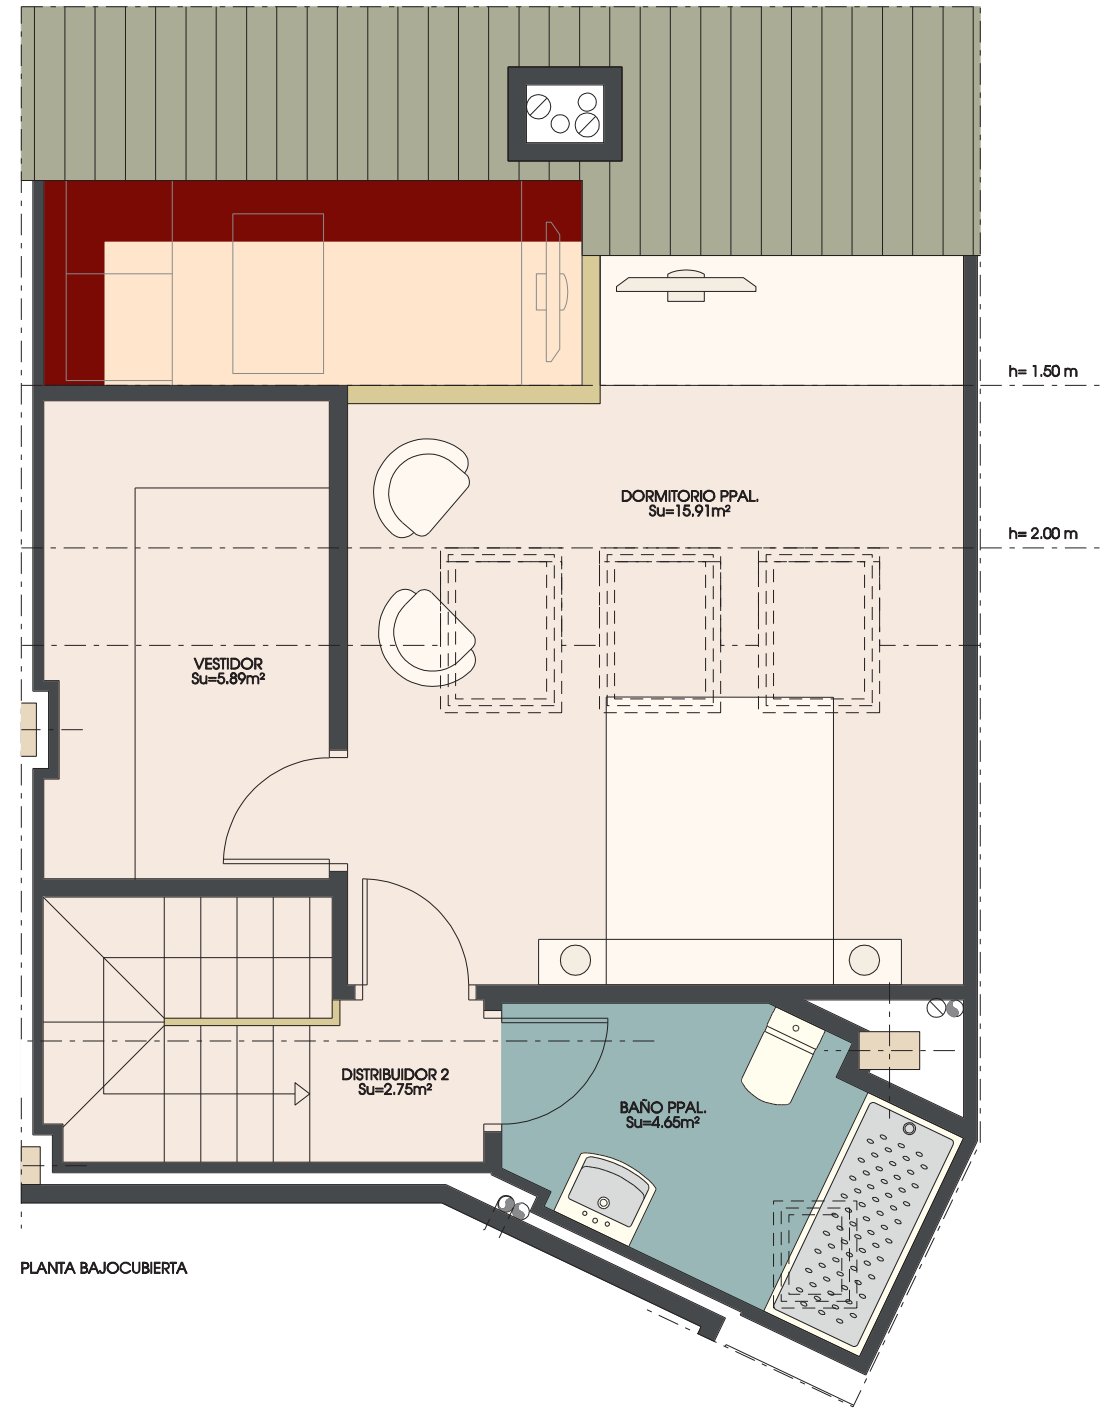 h= 1.50 m
DORMITORIO PPAL.
Su=15.91m²
h= 2.00 m
VESTIDOR
Su=5.89m²
DISTRIBUIDOR 2
Su=2.75m²
BAÑO PPAL.
Su=4.65m²
PLANTA BAJOCUBIERTA